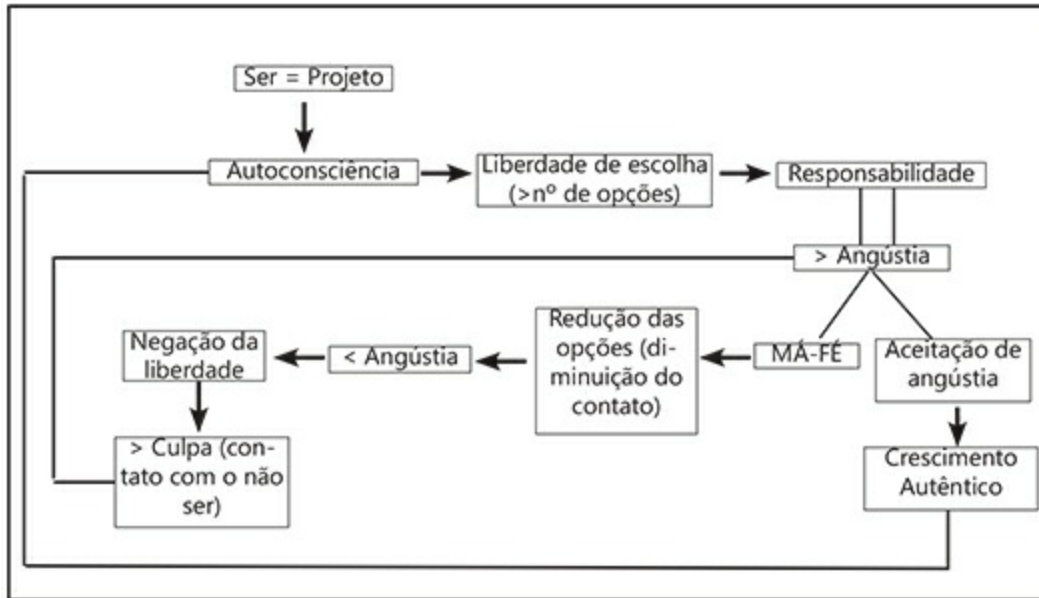 Ser = Projeto
Autoconsciência
Liberdade de escolha
(>nº de opções)
Responsabilidade
> Angústia
MÁ-FÉ
Aceitação de
angústia
Crescimento
Autêntico
Redução das
opções (di-
minuição do
contato)
< Angústia
Negação da
liberdade
> Culpa (con-
tato com o não
ser)